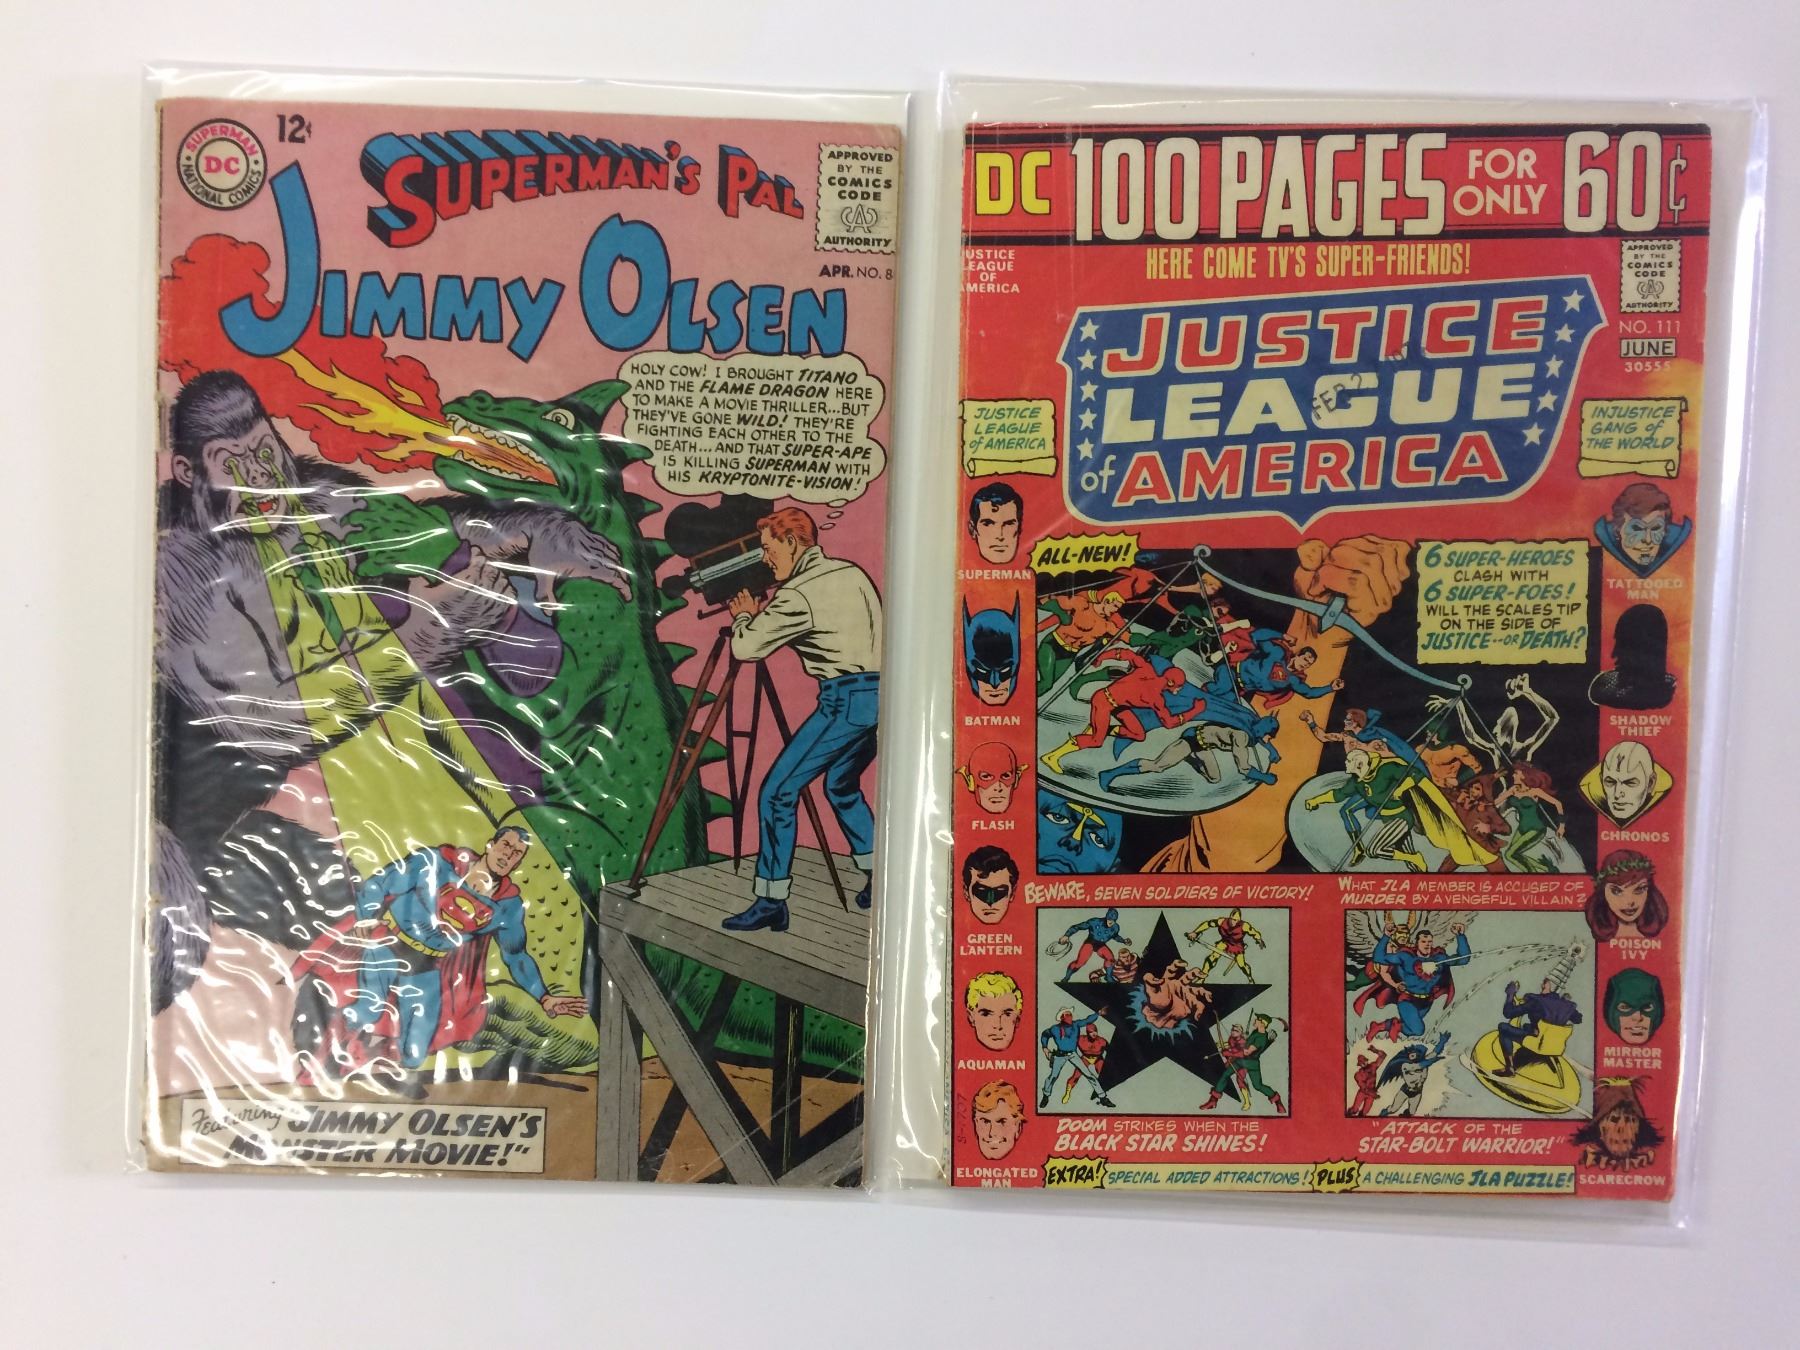 SUPERMAN
DC
NATIONAL COMICS
12¢
SUPERMAN'S PAL
JIMMY OLSEN
APPROVED
BY THE
COMICS
CODE
CA
AUTHORITY
APR. NO. 8
HOLY COW! I BROUGHT TITANO
AND THE FLAME DRAGON HERE
TO MAKE A MOVIE THRILLER...BUT
THEY'VE GONE WILD! THEY'RE
FIGHTING EACH OTHER TO THE
DEATH...AND THAT SUPER-APE
IS KILLING SUPERMAN WITH
HIS KRYPTONITE-VISION!
Featuring "JIMMY OLSEN'S
MONSTER MOVIE!"
DC 100 PAGES FOR ONLY 60¢
HERE COME TV'S SUPER-FRIENDS!
USTICE
EAGUE
OF
MERICA
APPROVED
BY THE
COMICS
CODE
CA
AUTHORITY
NO. 111
JUNE
30555
JUSTICE
LEAGUE
of AMERICA
FEB 2
JUSTICE
LEAGUE
of AMERICA
INJUSTICE
GANG of
THE WORLD
SUPERMAN
BATMAN
FLASH
GREEN
LANTERN
AQUAMAN
ELONGATED
MAN
ALL-NEW!
6 SUPER-HEROES
CLASH WITH
6 SUPER-FOES!
WILL THE SCALES TIP
ON THE SIDE OF
JUSTICE--OR DEATH?
TATTOOED
MAN
SHADOW
THIEF
CHRONOS
POISON
IVY
MIRROR
MASTER
SCARECROW
BEWARE, SEVEN SOLDIERS OF VICTORY!
DOOM STRIKES WHEN THE
BLACK STAR SHINES!
WHAT JLA MEMBER IS ACCUSED OF
MURDER BY A VENGEFUL VILLAIN?
"ATTACK OF THE
STAR-BOLT WARRIOR!"
EXTRA! SPECIAL ADDED ATTRACTIONS! PLUS A CHALLENGING JLA PUZZLE!